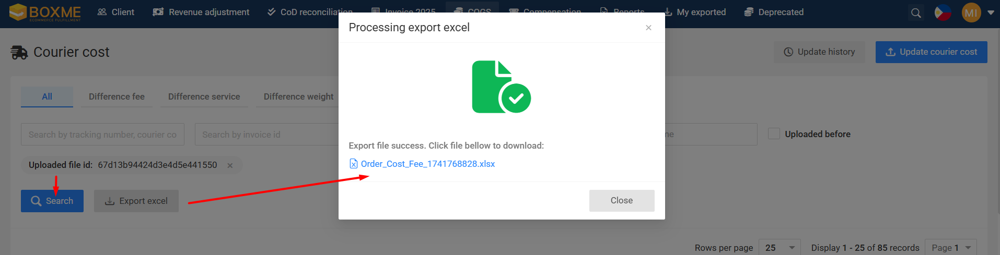 BOXME
ECOMMERCE FULFILLMENT
Client
Revenue adjustment
CoD reconciliation
Invoice 2025
COGS
Compensation
Reports
My exported
Deprecated
MI
Processing export excel
×
Courier cost
Update history
Update courier cost
All
Difference fee
Difference service
Difference weight
Search by tracking number, courier co
Search by invoice id
Uploaded before
Export file success. Click file bellow to download:
Order_Cost_Fee_1741768828.xlsx
Uploaded file id: 67d13b94424d3e4d5e441550 ×
Search
Export excel
Close
Rows per page 25
Display 1 - 25 of 85 records
Page 1